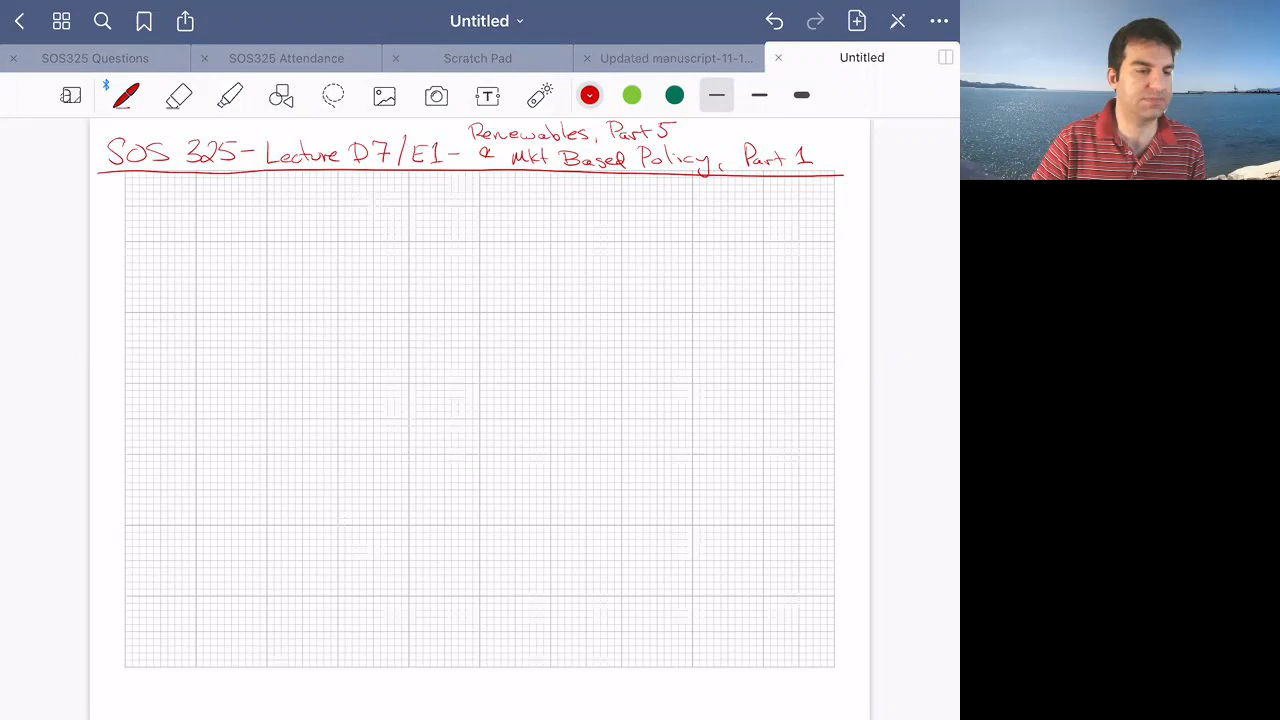 Untitled
SOS325 Questions
SOS325 Attendance
Scratch Pad
Updated manuscript-11-1...
Untitled
SOS 325- Lecture D7/E1- Renewables, Part 5
& Mkt Based Policy, Part 1